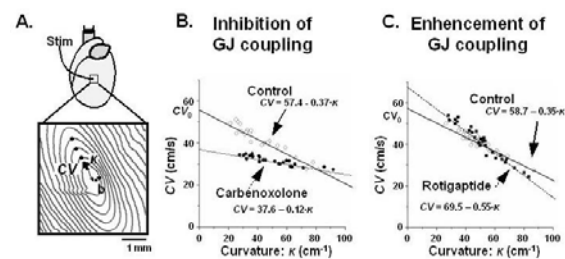 A.
Stim
CV
κ
b
1 mm
B. Inhibition of
GJ coupling
Control
CV = 57.4 - 0.37·κ
CV₀
60
40
20
0
CV (cm/s)
Carbenoxolone
CV = 37.6 – 0.12·κ
0 20 40 60 80 100
Curvature: κ (cm⁻¹)
C. Enhencement of
GJ coupling
Control
CV = 58.7 – 0.35·κ
CV₀
60
40
20
0
CV (cm/s)
Rotigaptide
CV = 69.5 – 0.55·κ
0 20 40 60 80 100
Curvature: κ (cm⁻¹)